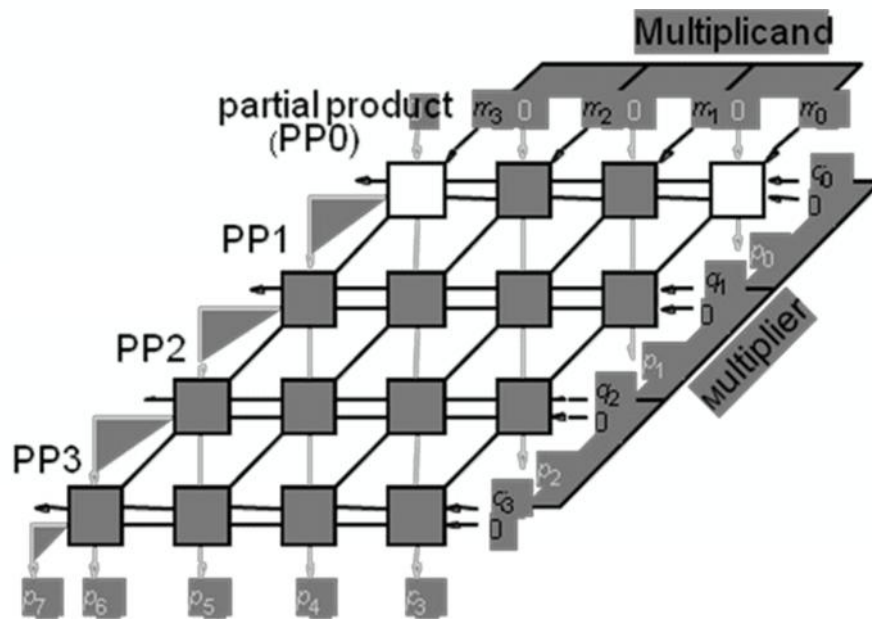 Multiplicand
partial product
(PP0)
m3 0 m2 0 m1 0 m0
q0
0
PP1
p0
q1
0
PP2
p1
q2
0
multiplier
PP3
p2
q3
0
p7 p6 p5 p4 p3